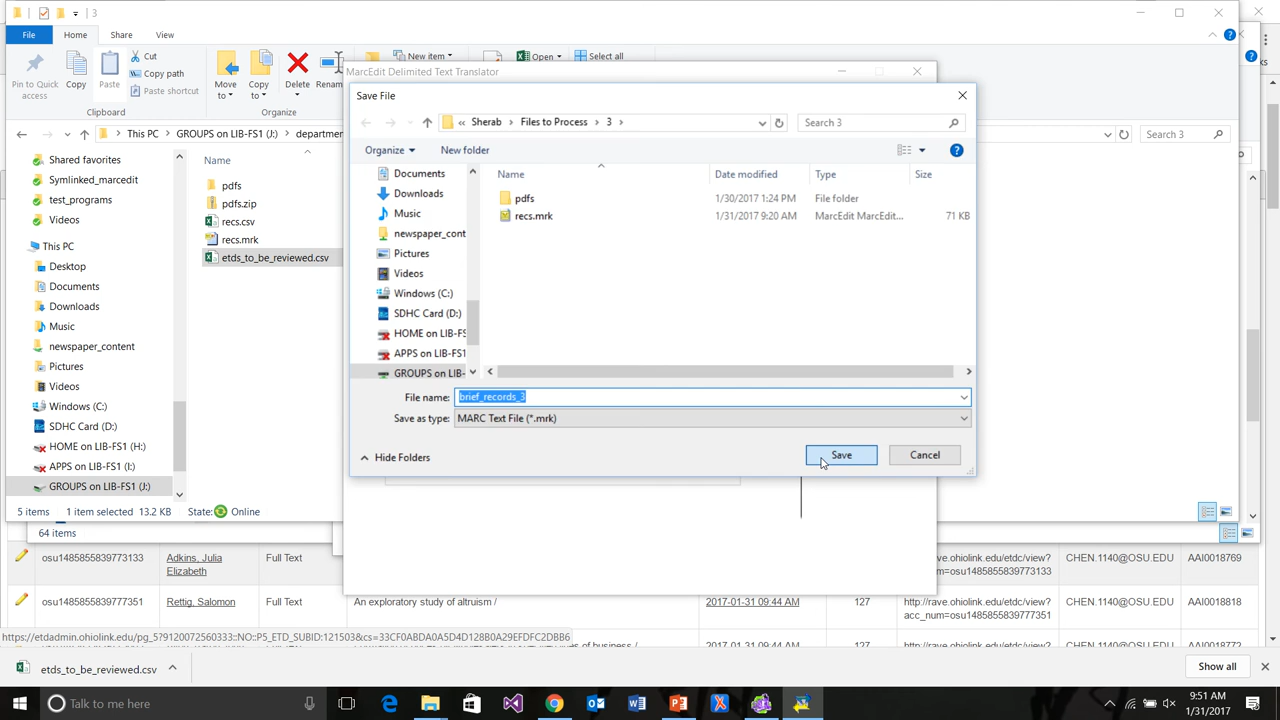 3
File Home Share View
Pin to Quick access
Copy
Paste
Cut
Copy path
Paste shortcut
Clipboard
Move to
Copy to
Delete
Renam
Organize
New item
Open
Select all
This PC GROUPS on LIB-FS1 (J:) departmen
Search 3
Shared favorites
Symlinked_marcedit
test_programs
Videos
This PC
Desktop
Documents
Downloads
Music
newspaper_content
Pictures
Videos
Windows (C:)
SDHC Card (D:)
HOME on LIB-FS1 (H:)
APPS on LIB-FS1 (I:)
GROUPS on LIB-FS1 (J:)
Name
pdfs
pdfs.zip
recs.csv
recs.mrk
etds_to_be_reviewed.csv
5 items 1 item selected 13.2 KB State: Online
64 items
MarcEdit Delimited Text Translator
Save File
« Sherab Files to Process 3
Search 3
Organize New folder
Documents
Downloads
Music
newspaper_cont
Pictures
Videos
Windows (C:)
SDHC Card (D:)
HOME on LIB-FS
APPS on LIB-FS1
GROUPS on LIB-
Name Date modified Type Size
pdfs 1/30/2017 1:24 PM File folder
recs.mrk 1/31/2017 9:20 AM MarcEdit MarcEdit... 71 KB
File name: brief_records_3
Save as type: MARC Text File (*.mrk)
Hide Folders
Save Cancel
osu1485855839773133 Adkins, Julia Elizabeth Full Text rave.ohiolink.edu/etdc/view?
num=osu1485855839773133 CHEN.1140@OSU.EDU AAI0018769
osu1485855839777351 Rettig, Salomon Full Text An exploratory study of altruism / 2017-01-31 09:44 AM 127 http://rave.ohiolink.edu/etdc/view?
acc_num=osu1485855839777351 CHEN.1140@OSU.EDU AAI0018818
https://etdadmin.ohiolink.edu/pg_579120072560333::NO::P5_ETD_SUBID:121503&cs=33CF0ABDA0A5D4D128B0A29EFDFC2DBB6
etds_to_be_reviewed.csv
Show all
Talk to me here
9:51 AM
1/31/2017